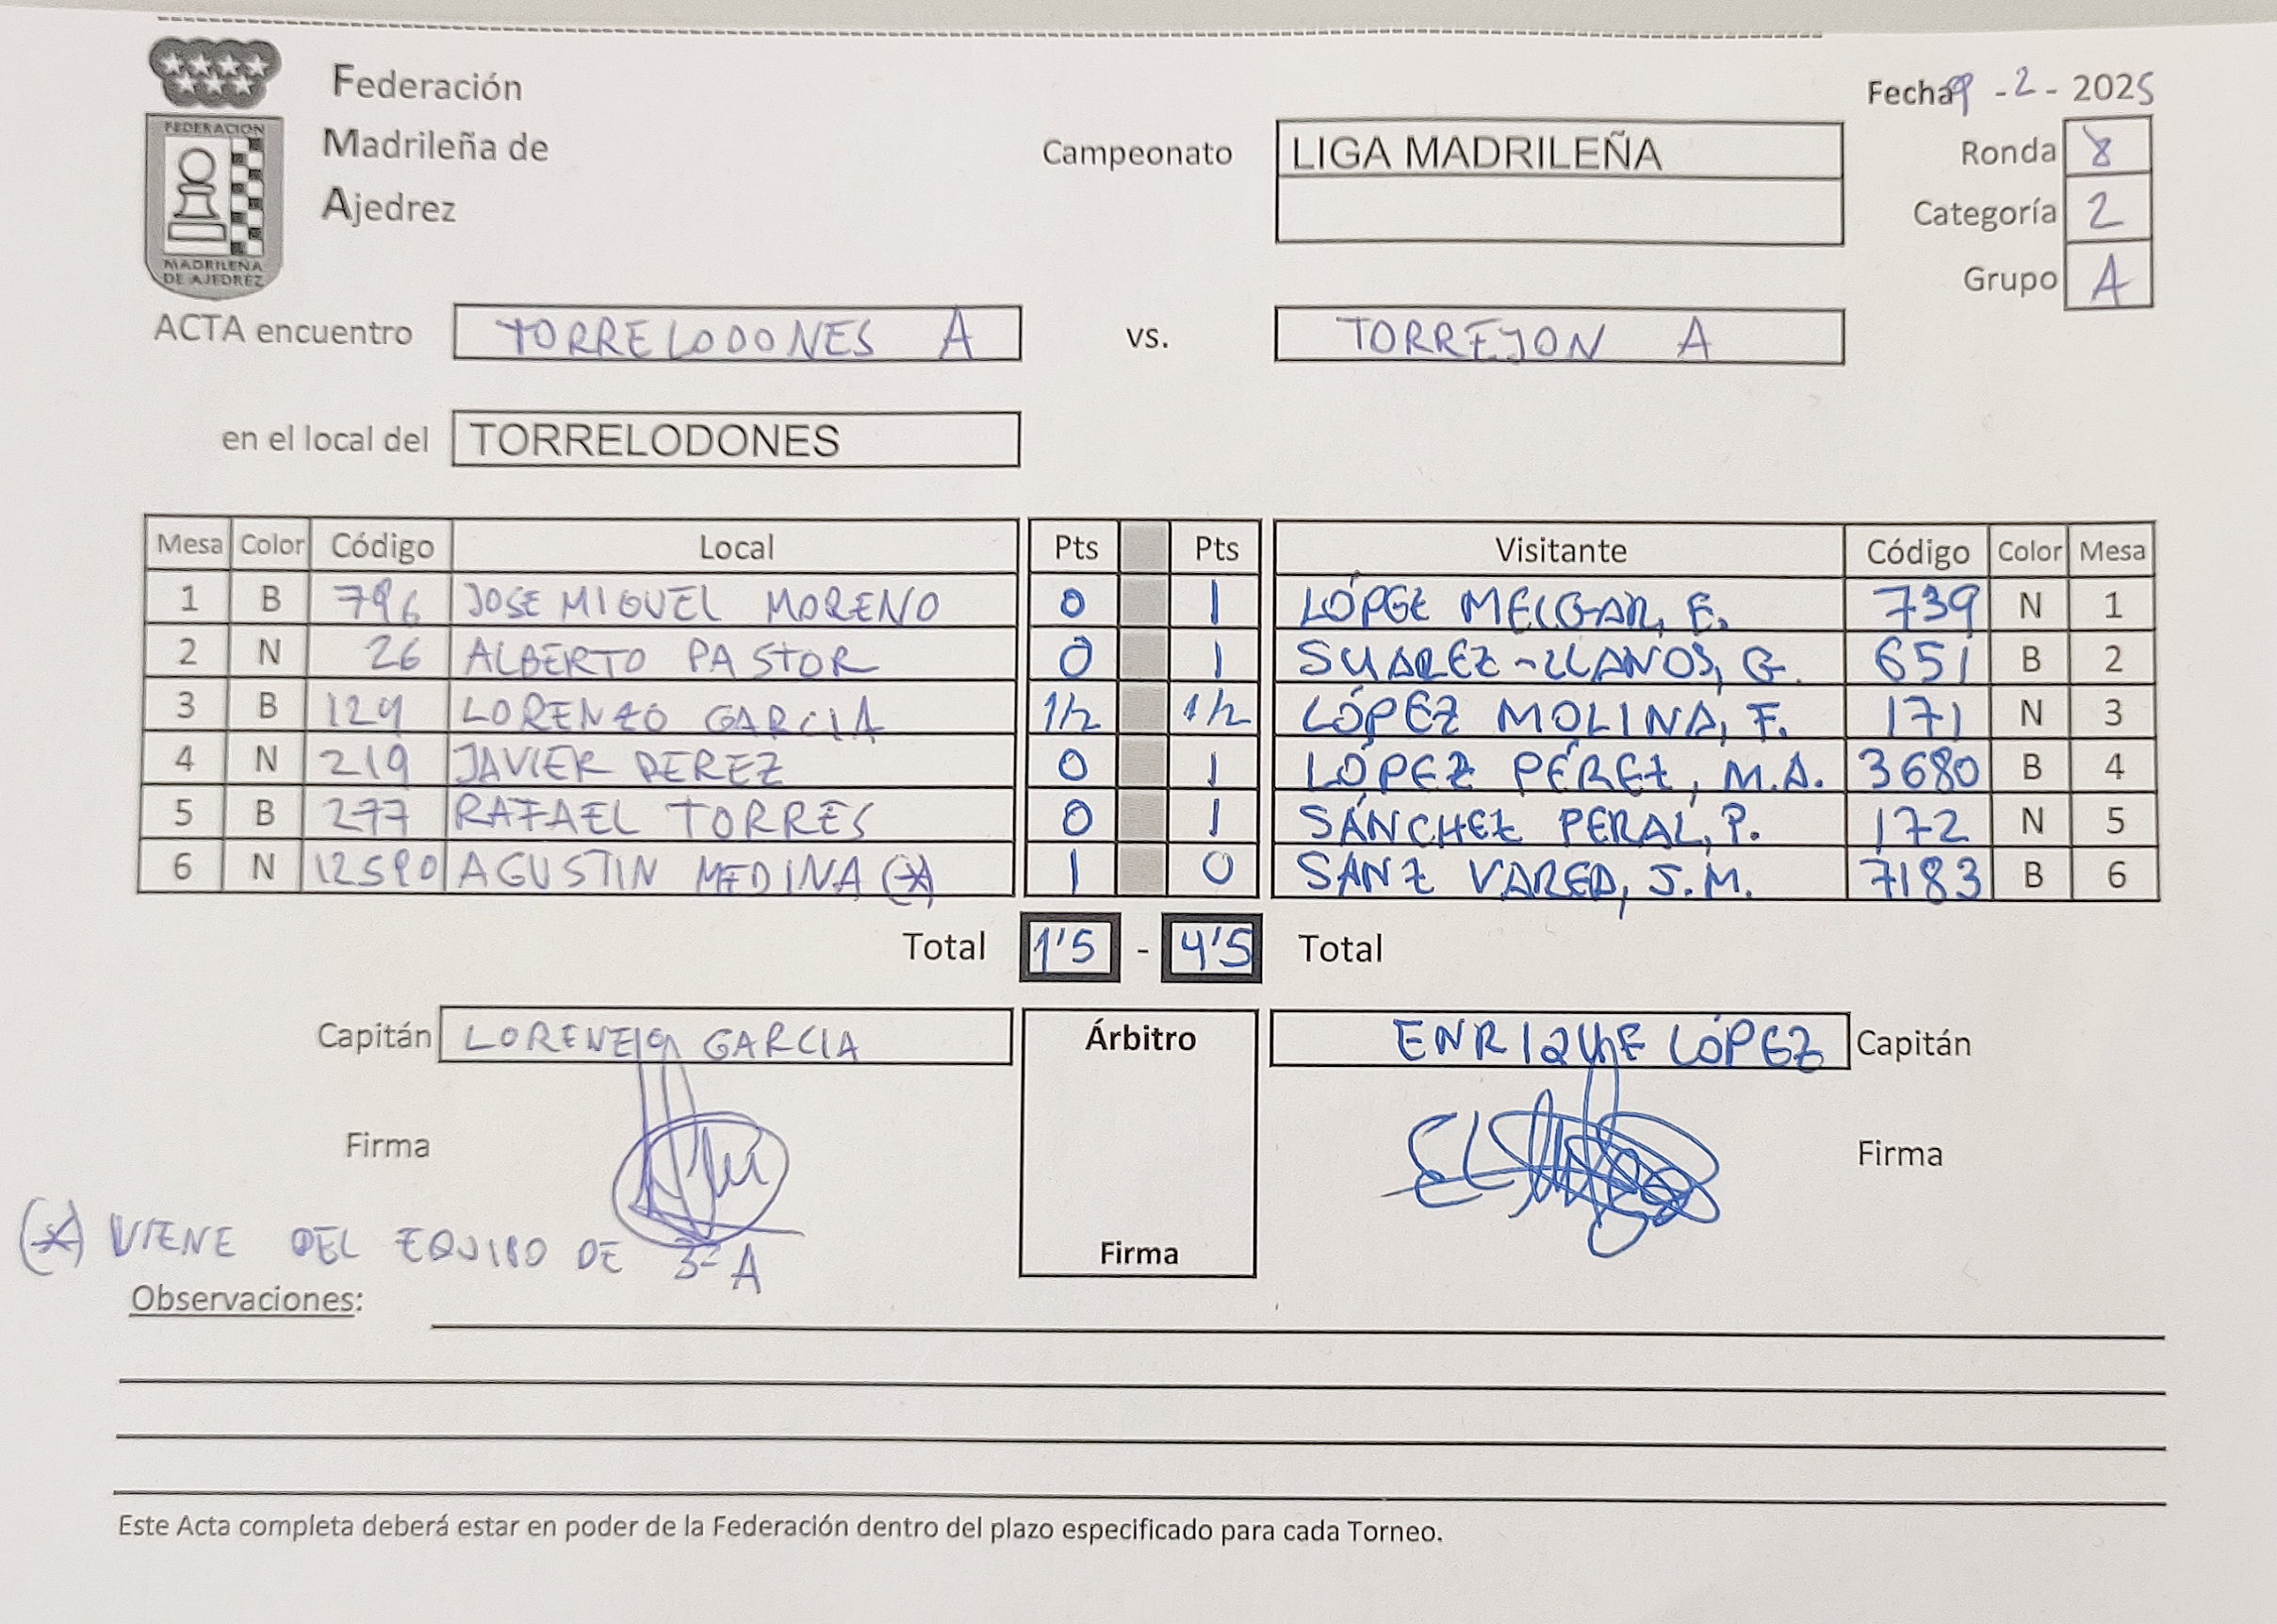 Federación
Madrileña de
Ajedrez
FEDERACION
MADRILEÑA
DE AJEDREZ
Fecha 9 - 2 - 2025
Campeonato LIGA MADRILEÑA
Ronda 8
Categoría 2
Grupo A
ACTA encuentro TORRELODONES A vs. TORREJON A
en el local del TORRELODONES
Mesa Color Código Local Pts Pts Visitante Código Color Mesa
1 B 796 JOSE MIGUEL MORENO 0 1 LÓPEZ MELGAR, E. 739 N 1
2 N 26 ALBERTO PASTOR 0 1 SUAREZ-LLANOS, G. 651 B 2
3 B 129 LORENZO GARCIA 1/2 1/2 LÓPEZ MOLINA, F. 171 N 3
4 N 219 JAVIER PEREZ 0 1 LÓPEZ PÉREZ, M.A. 3680 B 4
5 B 277 RAFAEL TORRES 0 1 SÁNCHEZ PERAL, P. 172 N 5
6 N 12590 AGUSTIN MEDINA (*) 1 0 SANZ VAREA, J.M. 7183 B 6
Total 1'5 - 4'5 Total
Capitán LORENZO GARCIA Árbitro ENRIQUE LÓPEZ Capitán
Firma Firma Firma
(*) VIENE DEL EQUIPO DE 3ª A
Observaciones:
Este Acta completa deberá estar en poder de la Federación dentro del plazo especificado para cada Torneo.